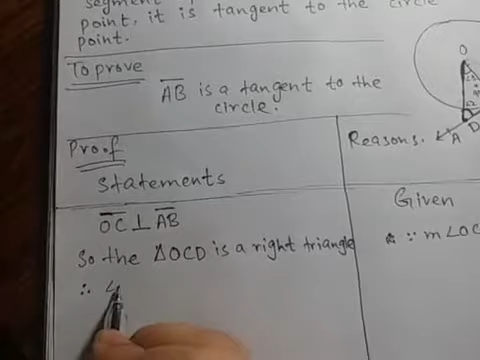 segment
point, it is tangent to the circle
point.
To prove
AB is a tangent to the
circle.
Proof
Statements
Reasons.
O
A
D
OC ⊥ AB
Given
So the ΔOCD is a right triangle
∵ m∠OC
∴ ∠